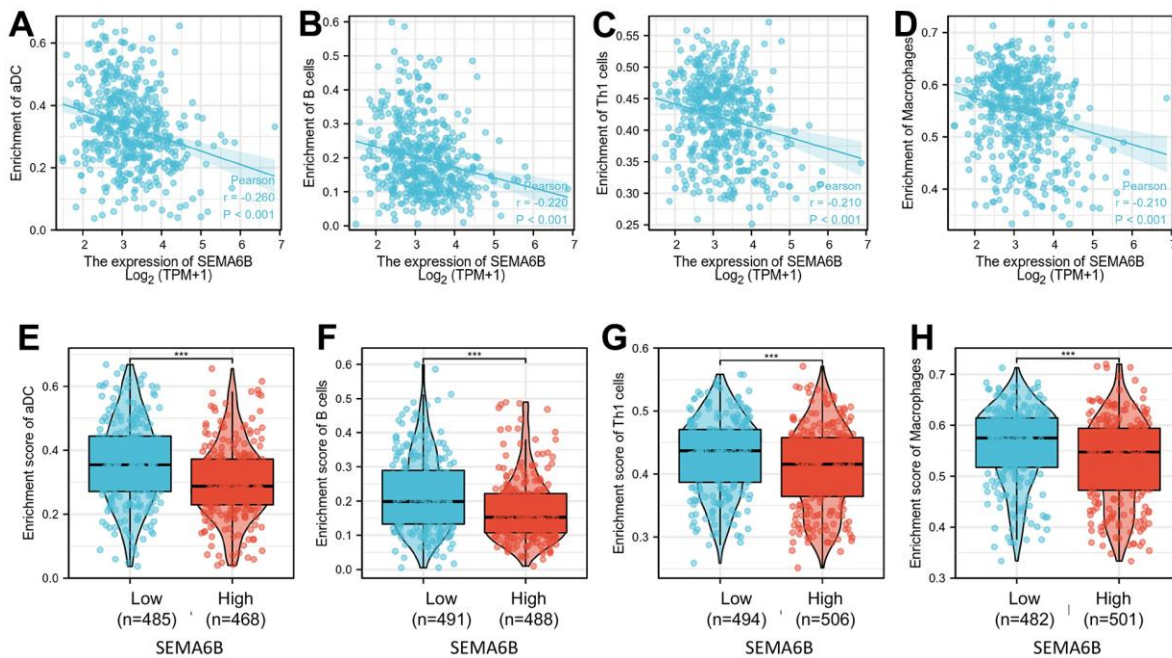 A
Enrichment of aDC
0.6
0.4
0.2
0.0
Pearson
r = -0.260
P < 0.001
2 3 4 5 6 7
The expression of SEMA6B
Log2 (TPM+1)
B
Enrichment of B cells
0.6
0.5
0.4
0.3
0.2
0.1
0.0
Pearson
r = -0.220
P < 0.001
2 3 4 5 6 7
The expression of SEMA6B
Log2 (TPM+1)
C
Enrichment of Th1 cells
0.55
0.50
0.45
0.40
0.35
0.30
0.25
Pearson
r = -0.210
P < 0.001
2 3 4 5 6 7
The expression of SEMA6B
Log2 (TPM+1)
D
Enrichment of Macrophages
0.7
0.6
0.5
0.4
Pearson
r = -0.210
P < 0.001
2 3 4 5 6 7
The expression of SEMA6B
Log2 (TPM+1)
E
Enrichment score of aDC
0.6
0.4
0.2
0.0
***
Low High
(n=485) (n=468)
SEMA6B
F
Enrichment score of B cells
0.6
0.5
0.4
0.3
0.2
0.1
0.0
***
Low High
(n=491) (n=488)
SEMA6B
G
Enrichment score of Th1 cells
0.6
0.5
0.4
0.3
***
Low High
(n=494) (n=506)
SEMA6B
H
Enrichment score of Macrophages
0.7
0.6
0.5
0.4
0.3
***
Low High
(n=482) (n=501)
SEMA6B